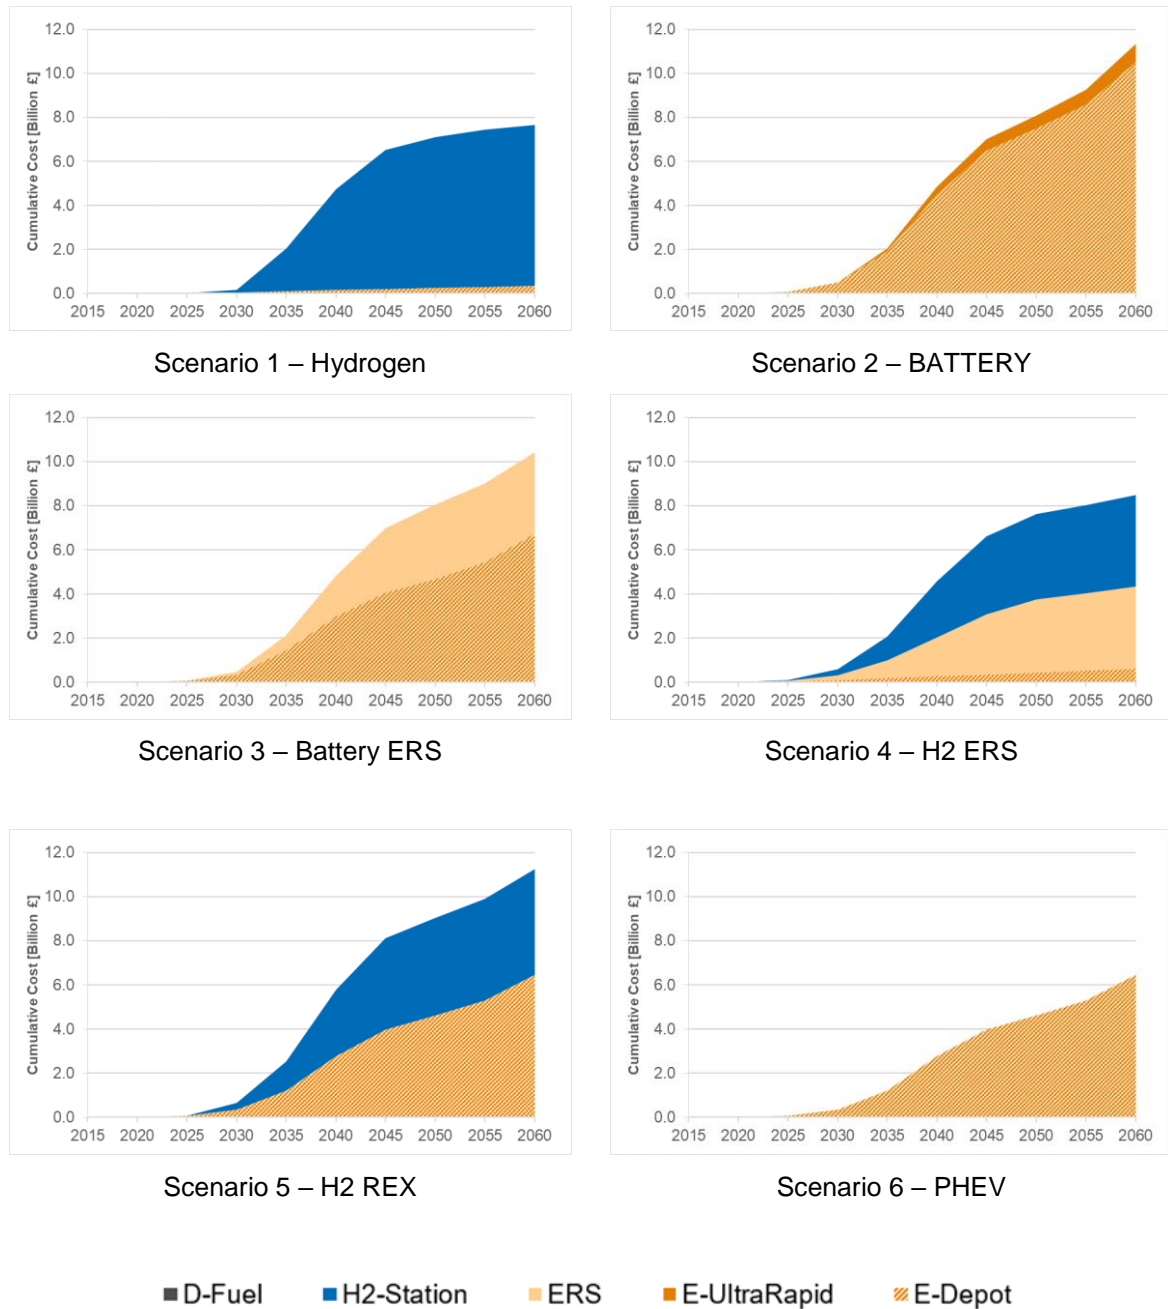 Cumulative Cost [Billion £]
12.0
10.0
8.0
6.0
4.0
2.0
0.0
2015 2020 2025 2030 2035 2040 2045 2050 2055 2060
Scenario 1 – Hydrogen
Cumulative Cost [Billion £]
12.0
10.0
8.0
6.0
4.0
2.0
0.0
2015 2020 2025 2030 2035 2040 2045 2050 2055 2060
Scenario 2 – BATTERY
Cumulative Cost [Billion £]
12.0
10.0
8.0
6.0
4.0
2.0
0.0
2015 2020 2025 2030 2035 2040 2045 2050 2055 2060
Scenario 3 – Battery ERS
Cumulative Cost [Billion £]
12.0
10.0
8.0
6.0
4.0
2.0
0.0
2015 2020 2025 2030 2035 2040 2045 2050 2055 2060
Scenario 4 – H2 ERS
Cumulative Cost [Billion £]
12.0
10.0
8.0
6.0
4.0
2.0
0.0
2015 2020 2025 2030 2035 2040 2045 2050 2055 2060
Scenario 5 – H2 REX
Cumulative Cost [Billion £]
12.0
10.0
8.0
6.0
4.0
2.0
0.0
2015 2020 2025 2030 2035 2040 2045 2050 2055 2060
Scenario 6 – PHEV
D-Fuel H2-Station ERS E-UltraRapid E-Depot